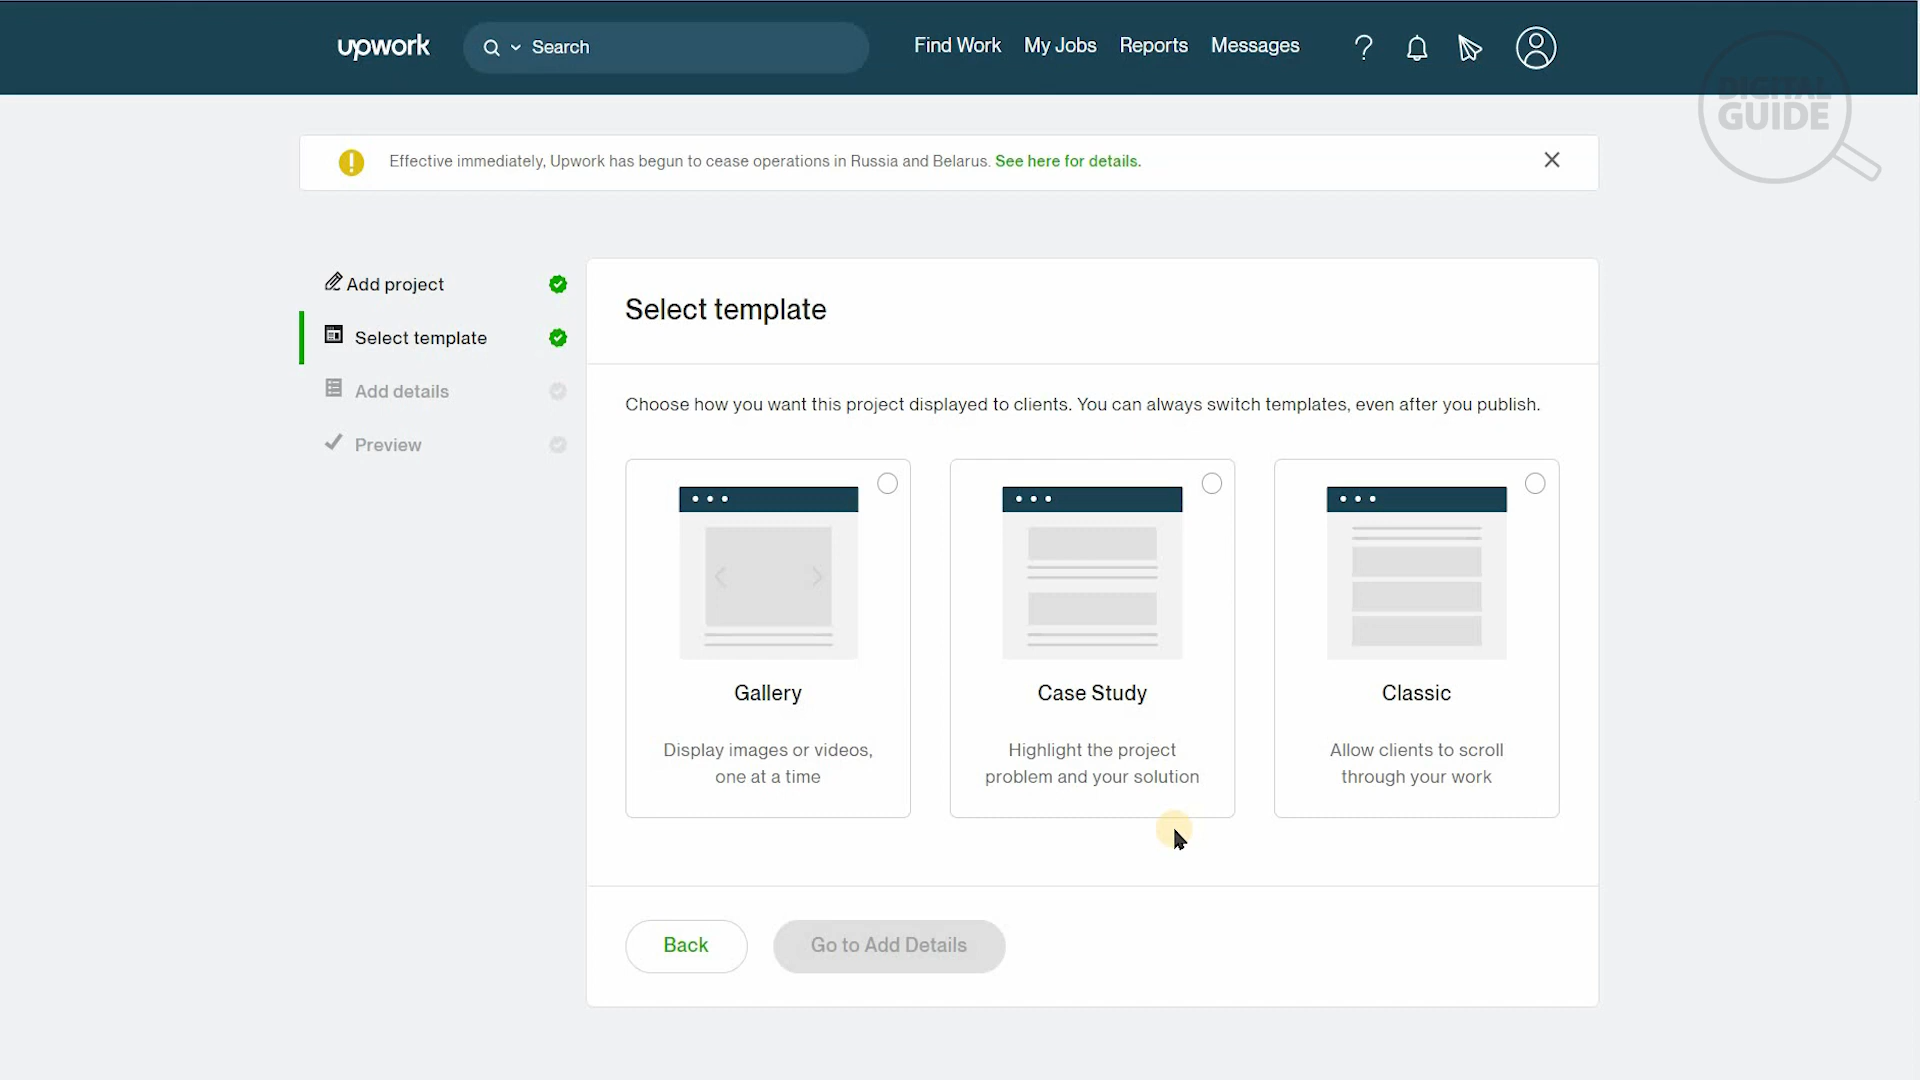 upwork
Search
Find Work
My Jobs
Reports
Messages
DIGITAL
GUIDE
Effective immediately, Upwork has begun to cease operations in Russia and Belarus. See here for details.
Add project
Select template
Add details
Preview
Select template
Choose how you want this project displayed to clients. You can always switch templates, even after you publish.
Gallery
Display images or videos,
one at a time
Case Study
Highlight the project
problem and your solution
Classic
Allow clients to scroll
through your work
Back
Go to Add Details